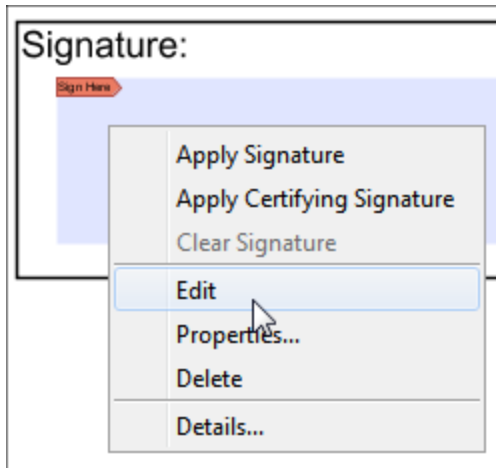 Signature:
Sign Here
Apply Signature
Apply Certifying Signature
Clear Signature
Edit
Properties...
Delete
Details...